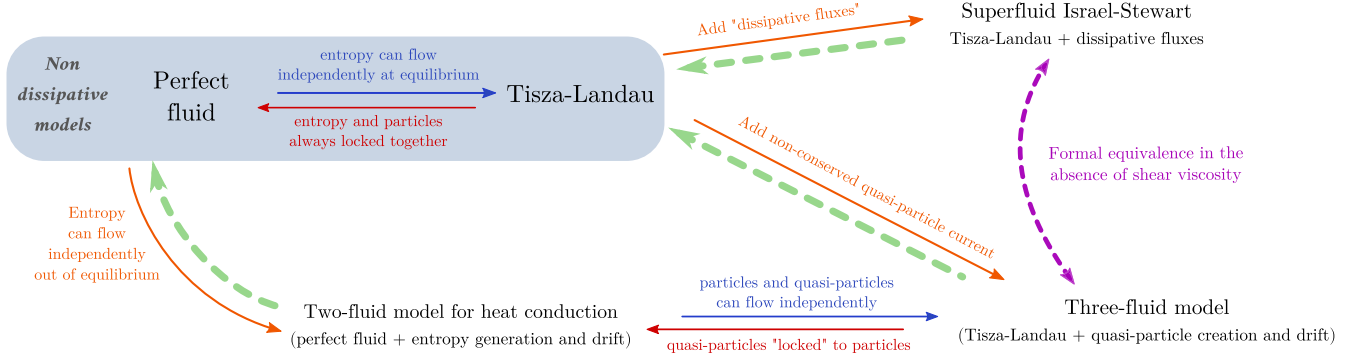 Non
dissipative
models
Perfect
fluid
entropy can flow
independently at equilibrium
entropy and particles
always locked together
Tisza-Landau
Add "dissipative fluxes"
Superfluid Israel-Stewart
Tisza-Landau + dissipative fluxes
Add non-conserved quasi-particle current
Formal equivalence in the
absence of shear viscosity
Entropy
can flow
independently
out of equilibrium
Two-fluid model for heat conduction
(perfect fluid + entropy generation and drift)
particles and quasi-particles
can flow independently
quasi-particles "locked" to particles
Three-fluid model
(Tisza-Landau + quasi-particle creation and drift)